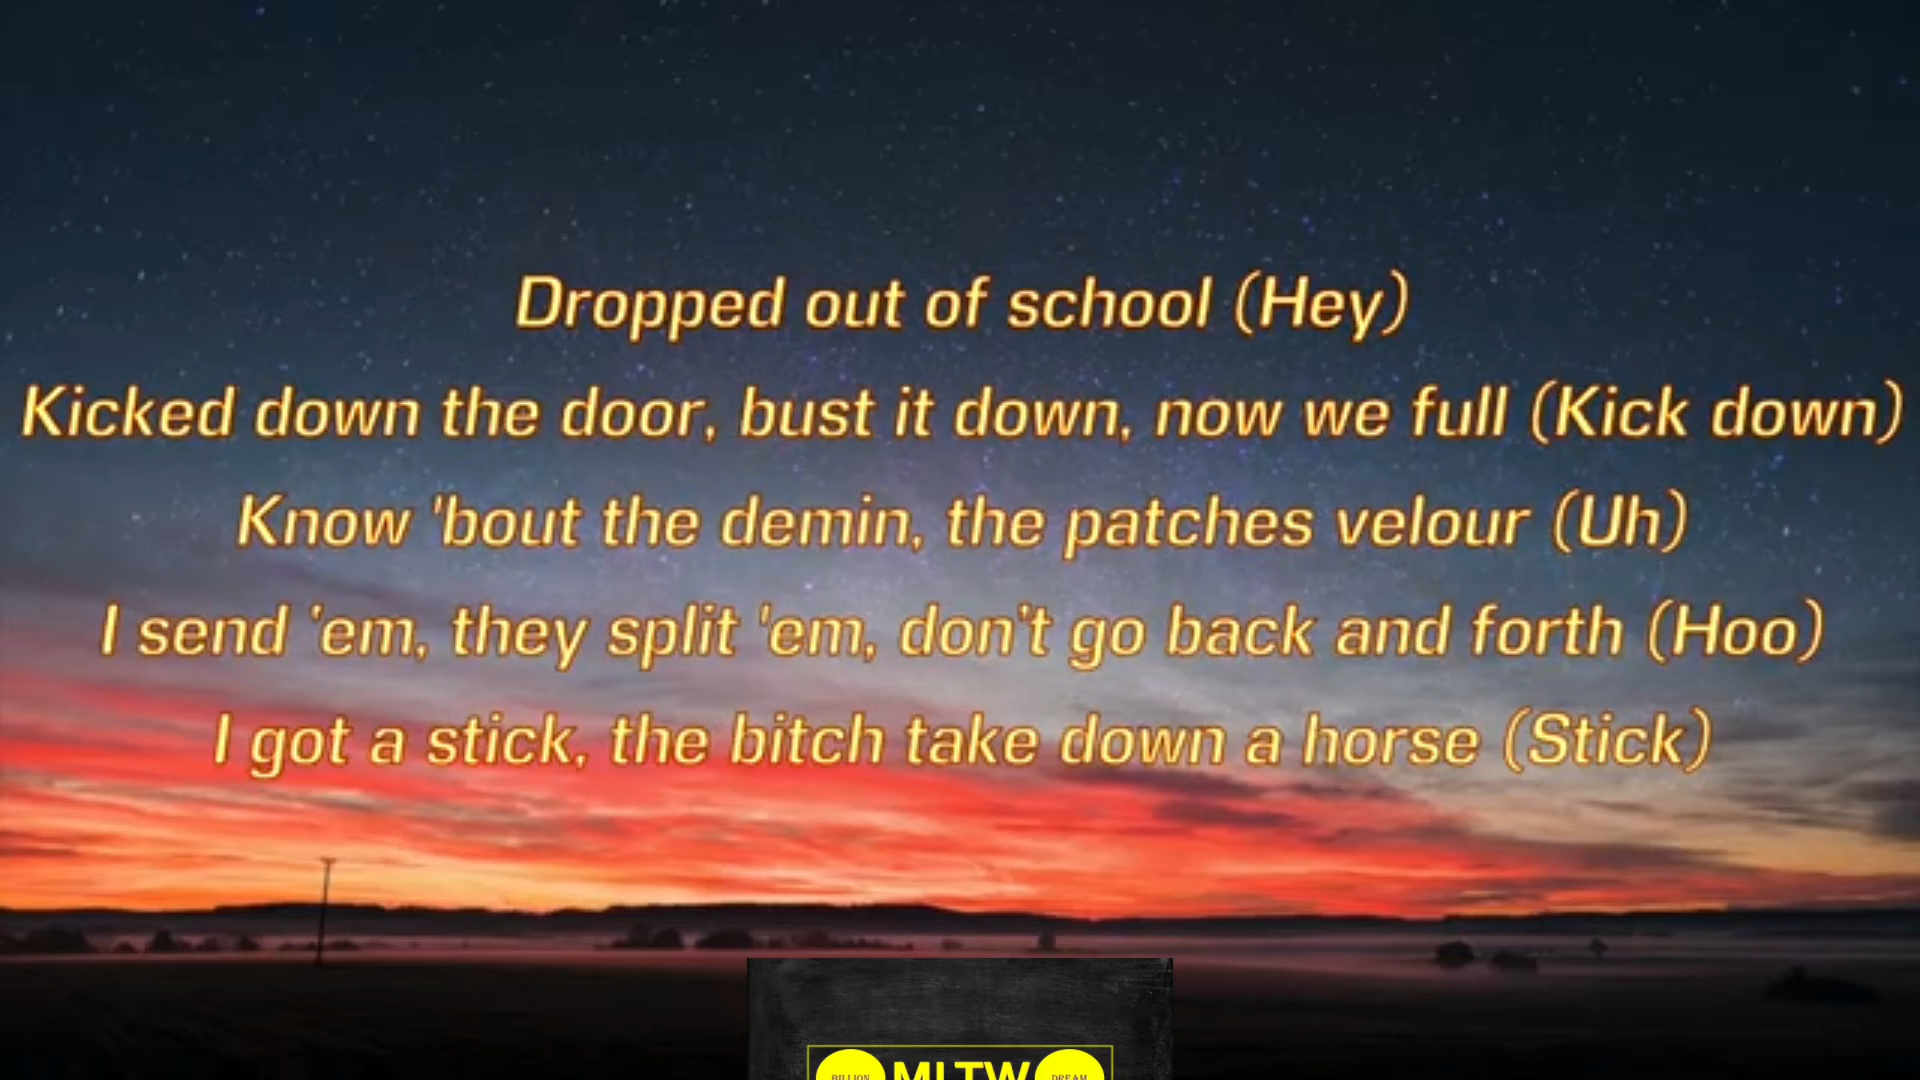 Dropped out of school (Hey)
Kicked down the door, bust it down, now we full (Kick down)
Know 'bout the demin, the patches velour (Uh)
I send 'em, they split 'em, don't go back and forth (Hoo)
I got a stick, the bitch take down a horse (Stick)
BILLION MLTW DREAM